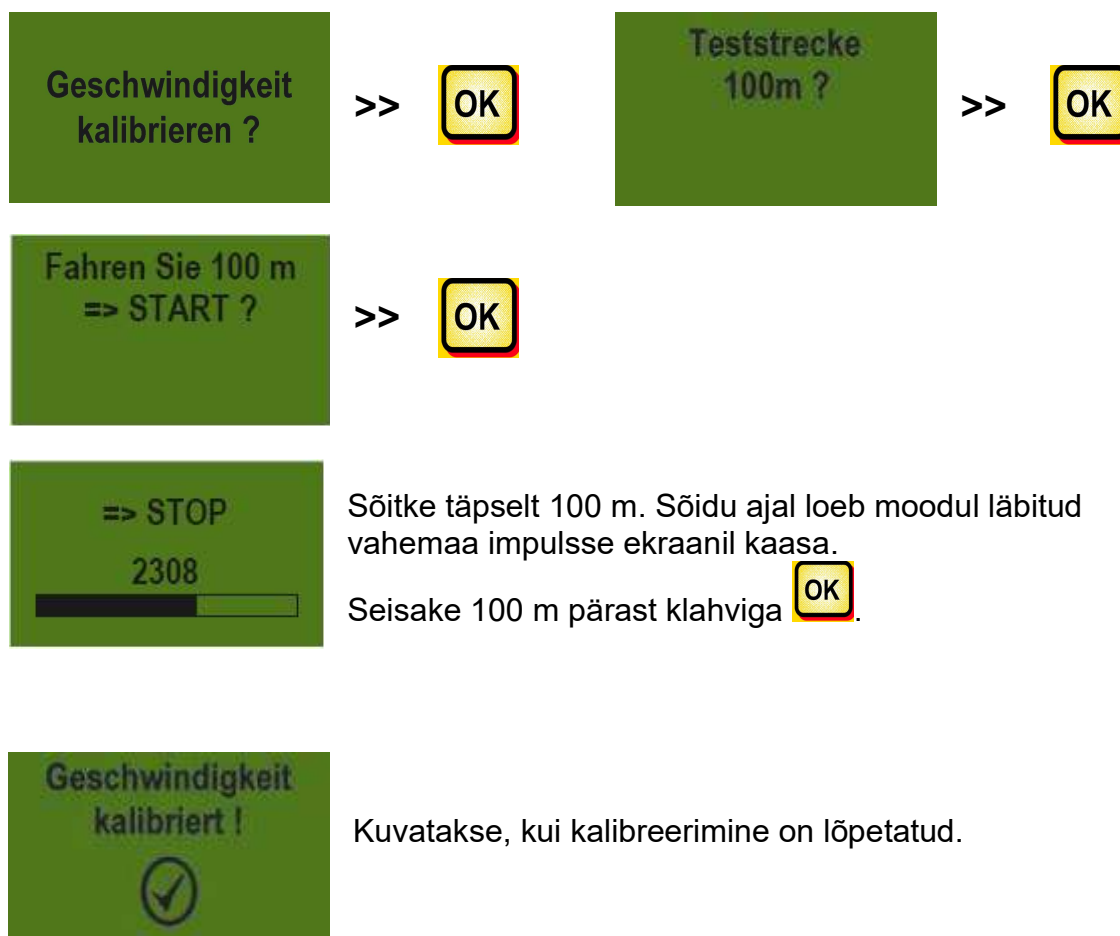 Geschwindigkeit
kalibrieren ?
>>
OK
Teststrecke
100m ?
>>
OK
Fahren Sie 100 m
=> START ?
>>
OK
=> STOP
2308
Sõitke täpselt 100 m. Sõidu ajal loeb moodul läbitud
vahemaa impulsse ekraanil kaasa.
Seisake 100 m pärast klahviga OK.
Geschwindigkeit
kalibriert !
Kuvatakse, kui kalibreerimine on lõpetatud.